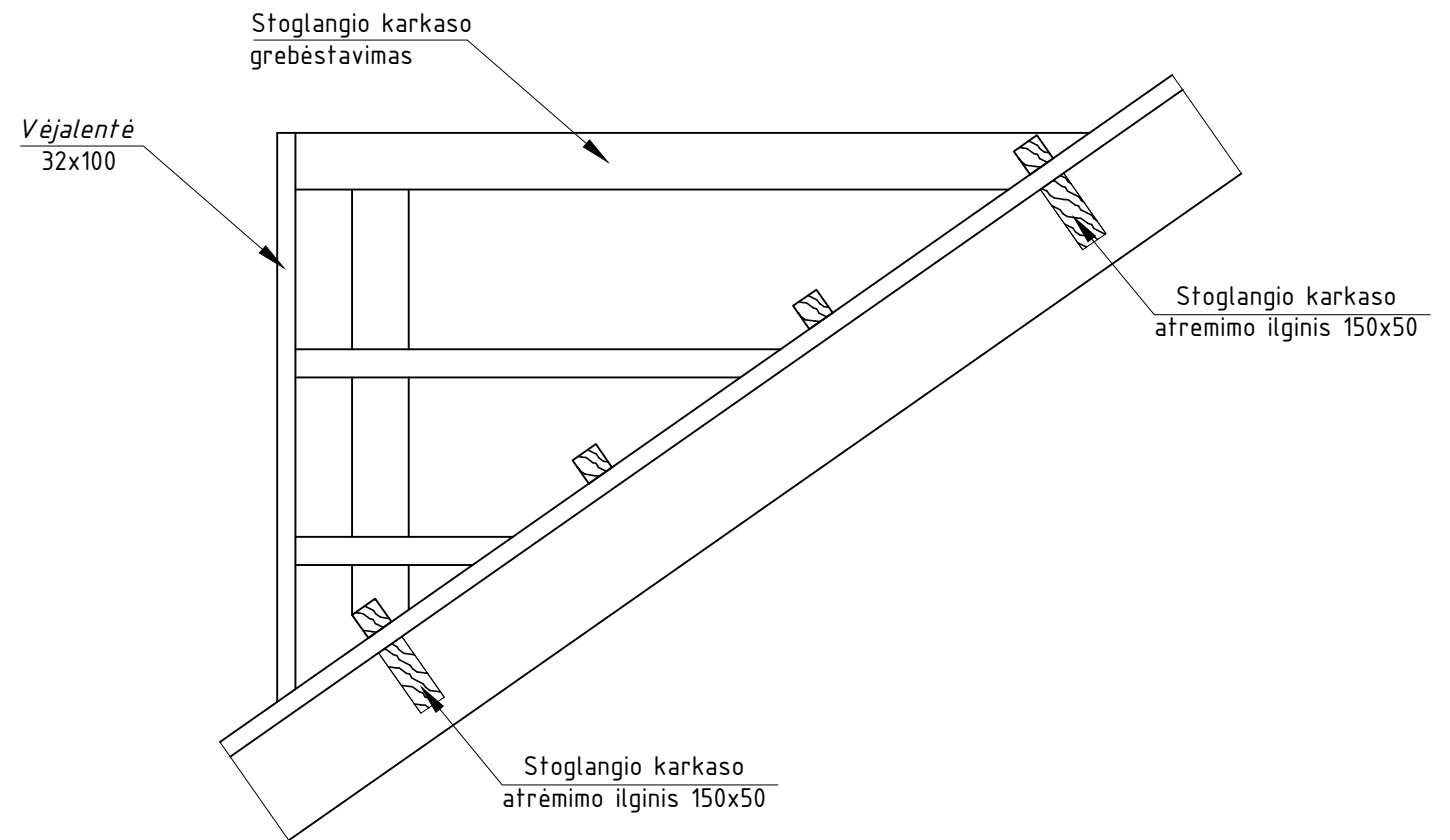 Stoglangio karkaso
grebėstavimas
Vėjalentė
32x100
Stoglangio karkaso
atremimo ilginis 150x50
Stoglangio karkaso
atrėmimo ilginis 150x50